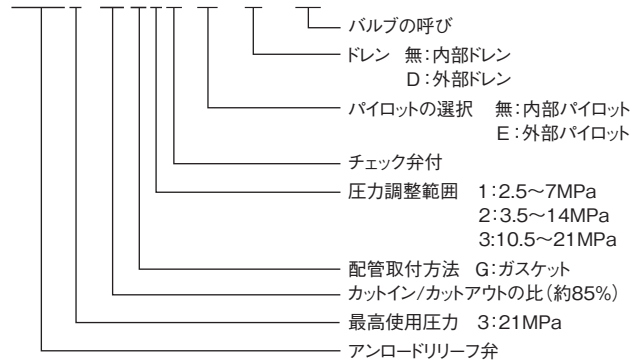 バルブの呼び
ドレン 無:内部ドレン
D:外部ドレン
パイロットの選択 無:内部パイロット
E:外部パイロット
チェック弁付
圧力調整範囲 1:2.5〜7MPa
2:3.5〜14MPa
3:10.5〜21MPa
配管取付方法 G:ガスケット
カットイン/カットアウトの比(約85%)
最高使用圧力 3:21MPa
アンロードリリーフ弁